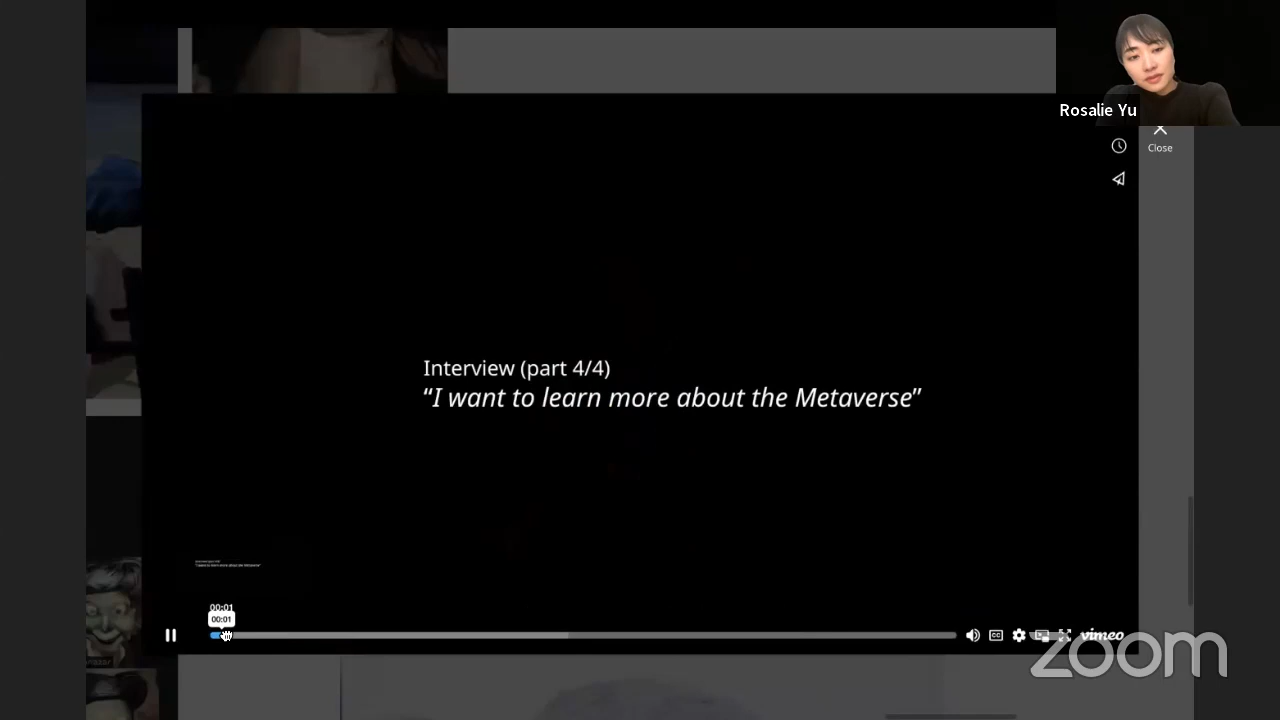 Rosalie Yu
Close
Interview (part 4/4)
“I want to learn more about the Metaverse”
00:01
00:01
CC
vimeo
zoom